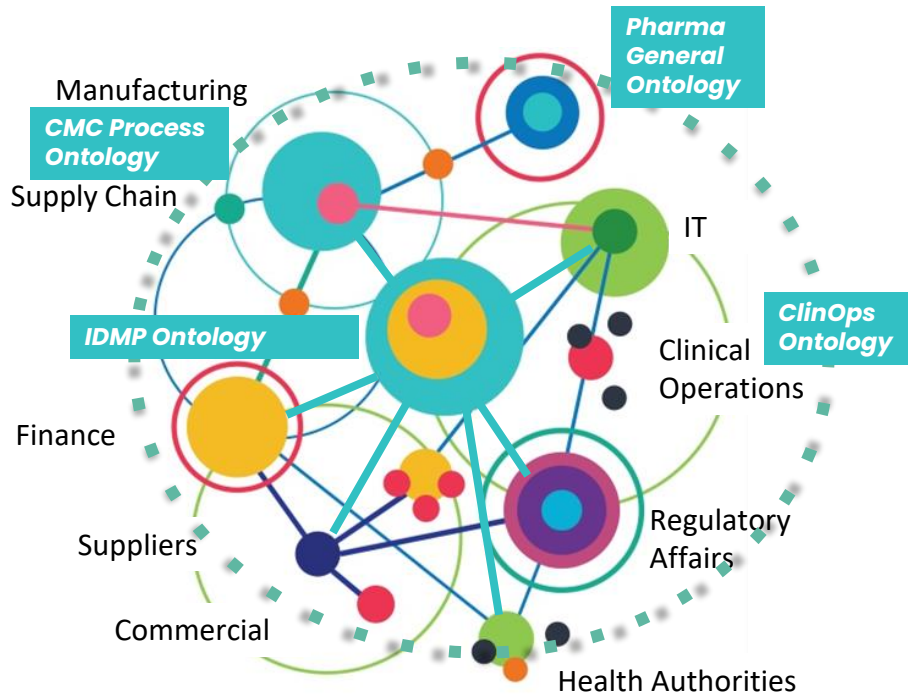 Pharma
General
Ontology
Manufacturing
CMC Process
Ontology
Supply Chain
IT
IDMP Ontology
ClinOps
Ontology
Clinical
Operations
Finance
Suppliers
Regulatory
Affairs
Commercial
Health Authorities